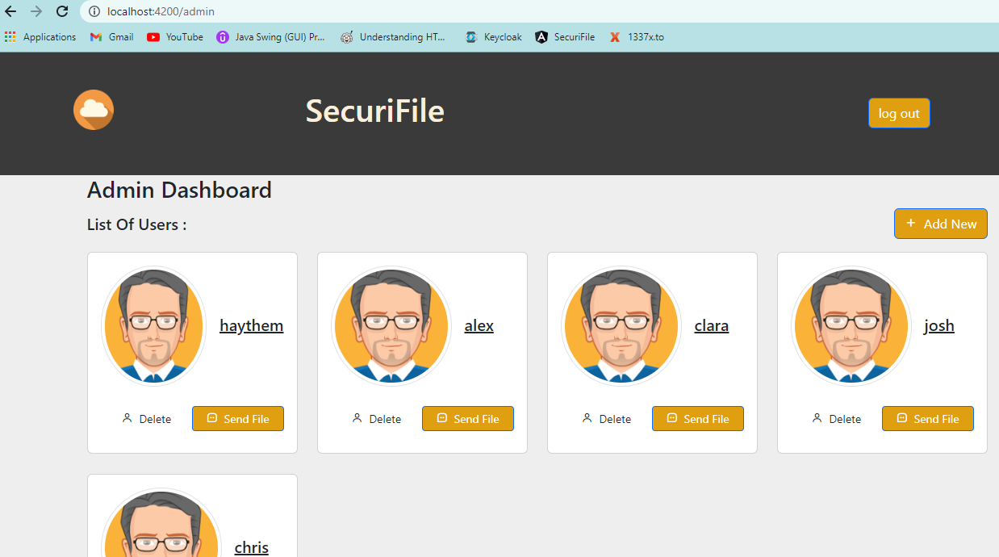 localhost:4200/admin
Applications Gmail YouTube Java Swing (GUI) Pr... Understanding HT... Keycloak SecuriFile 1337x.to
SecuriFile
log out
Admin Dashboard
List Of Users :
+ Add New
haythem
alex
clara
josh
Delete Send File
Delete Send File
Delete Send File
Delete Send File
chris